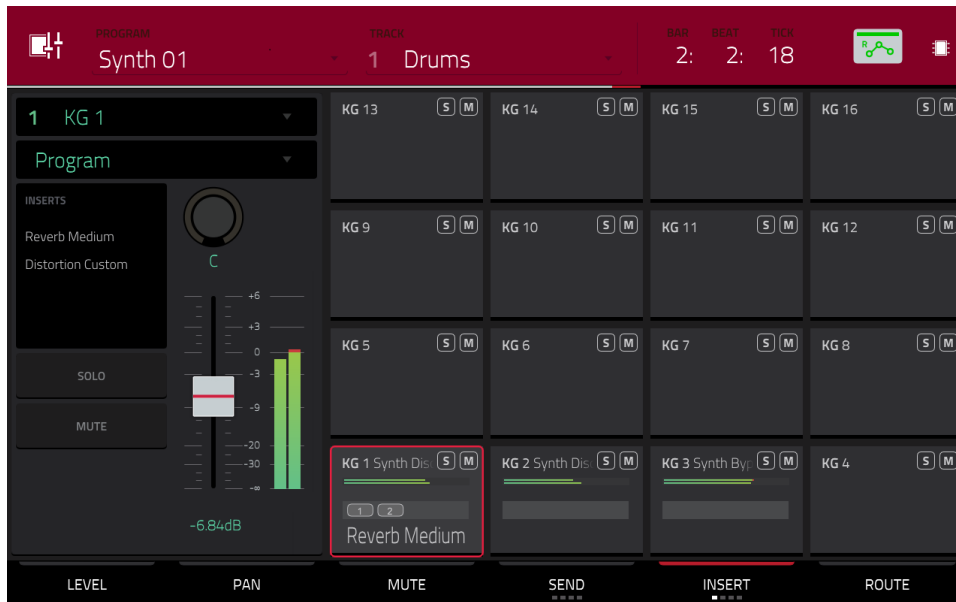 PROGRAM
Synth 01
TRACK
1 Drums
BAR BEAT TICK
2: 2: 18
R
1 KG 1
Program
INSERTS
Reverb Medium
Distortion Custom
C
+6
+3
0
-3
-9
-20
-30
-∞
SOLO
MUTE
-6.84dB
KG 13 S M
KG 14 S M
KG 15 S M
KG 16 S M
KG 9 S M
KG 10 S M
KG 11 S M
KG 12 S M
KG 5 S M
KG 6 S M
KG 7 S M
KG 8 S M
KG 1 Synth Dis S M
1 2
Reverb Medium
KG 2 Synth Dis S M
KG 3 Synth Byp S M
KG 4 S M
LEVEL PAN MUTE SEND INSERT ROUTE